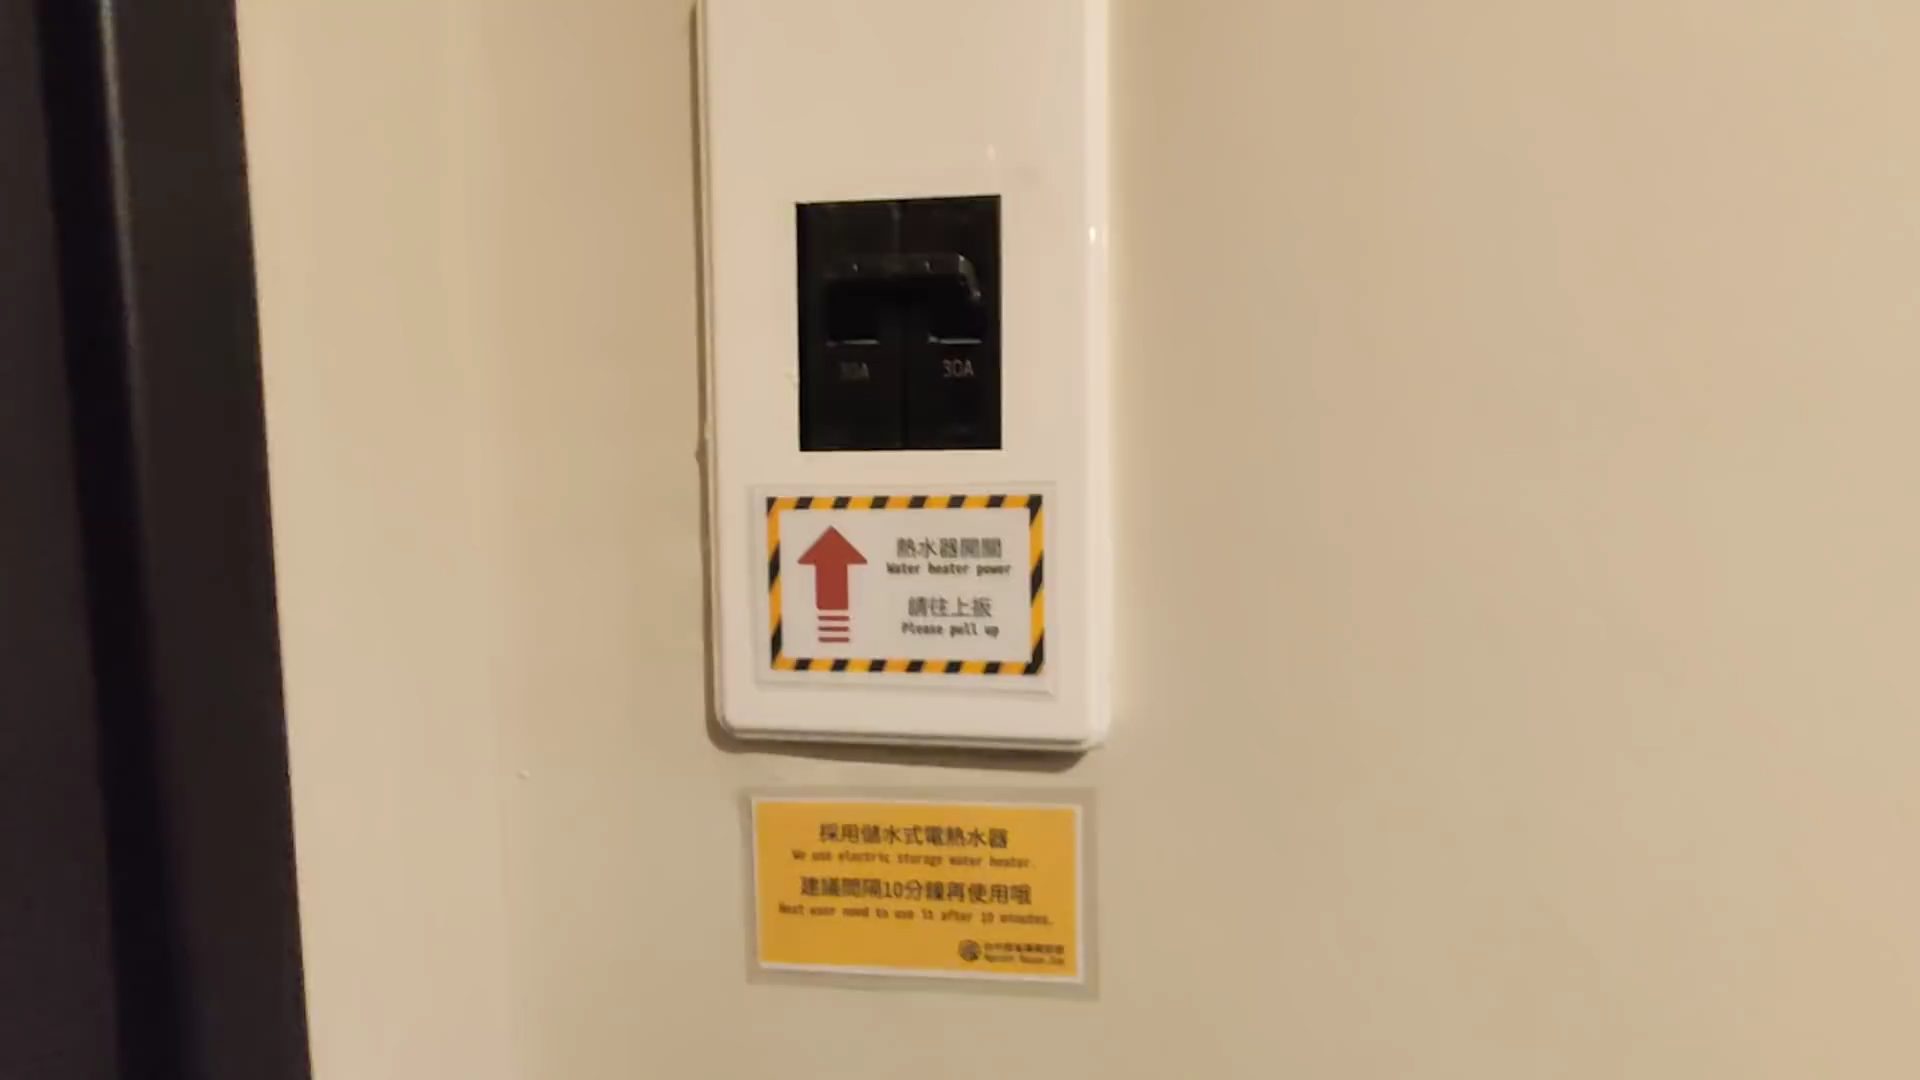 30A 30A
熱水器開關
Water heater power
請往上扳
Please pull up
採用儲水式電熱水器
We use electric storage water heater.
建議間隔10分鐘再使用哦
Next user need to use it after 10 minutes.